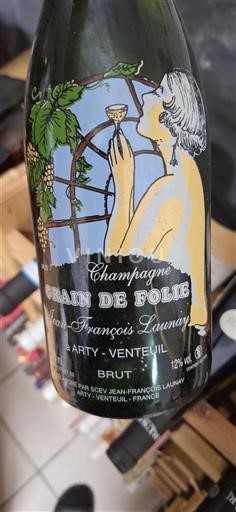 Champagne
GRAIN DE FOLIE
Jean-François Launay
à ARTY - VENTEUIL
BRUT
12% vol
PAR SCEV JEAN-FRANÇOIS LAUNAY
ARTY - VENTEUIL - FRANCE